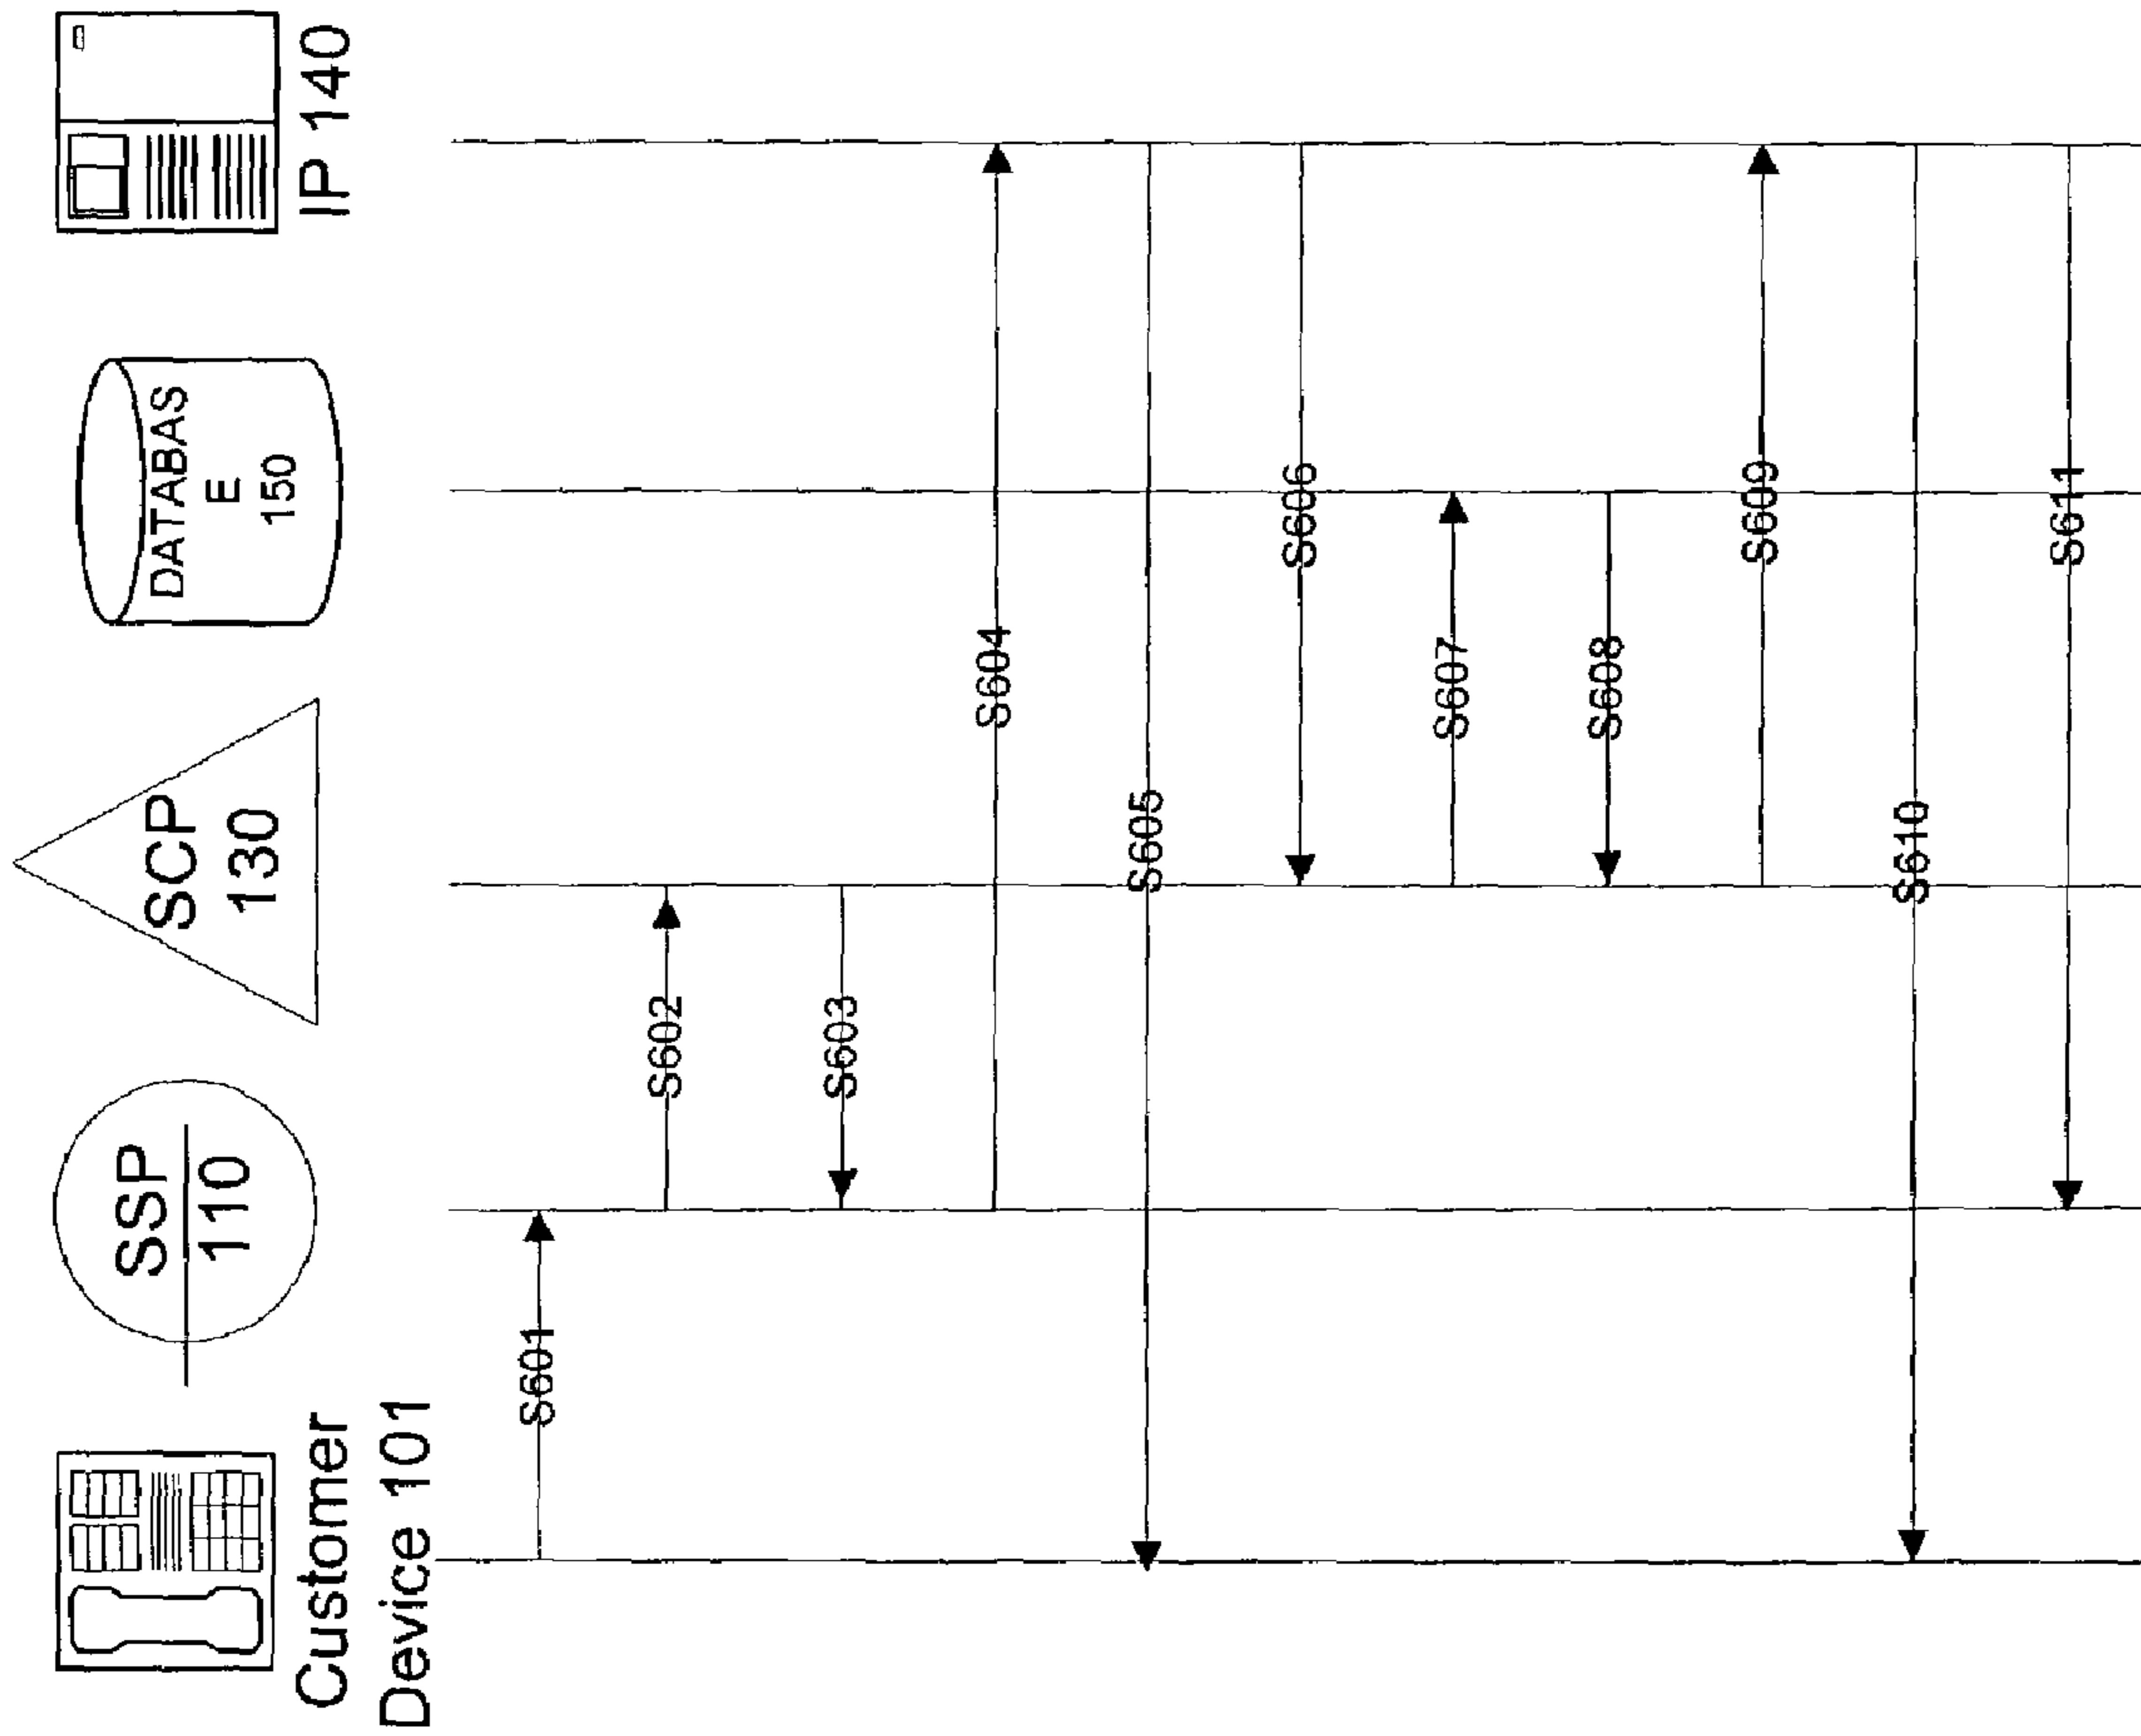 Customer
Device 101
SSP
110
SCP
130
DATABAS
E
150
IP 140
S601
S602
S603
S604
S605
S606
S607
S608
S609
S610
S611